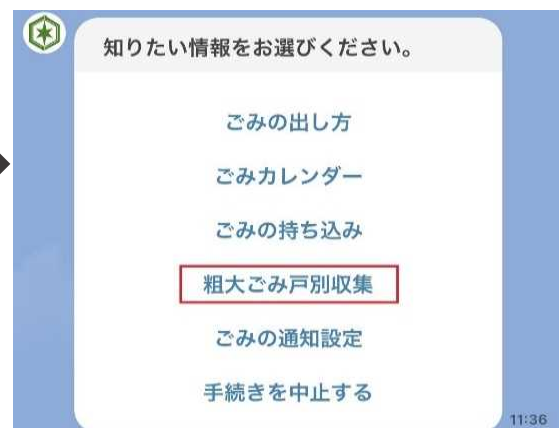 知りたい情報をお選びください。
ごみの出し方
ごみカレンダー
ごみの持ち込み
粗大ごみ戸別収集
ごみの通知設定
手続きを中止する
11:36